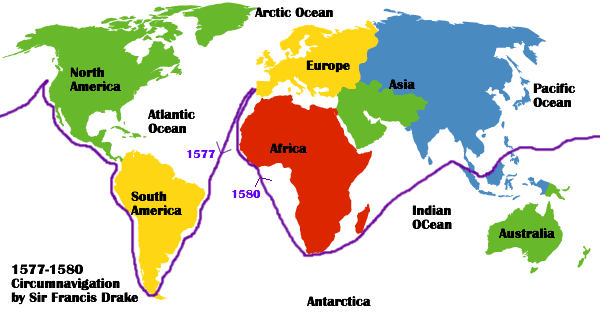 Arctic Ocean
North
America
Europe
Asia
Pacific
Ocean
Atlantic
Ocean
1577
Africa
1580
South
America
Indian
OCean
Australia
1577-1580
Circumnavigation
by Sir Francis Drake
Antarctica